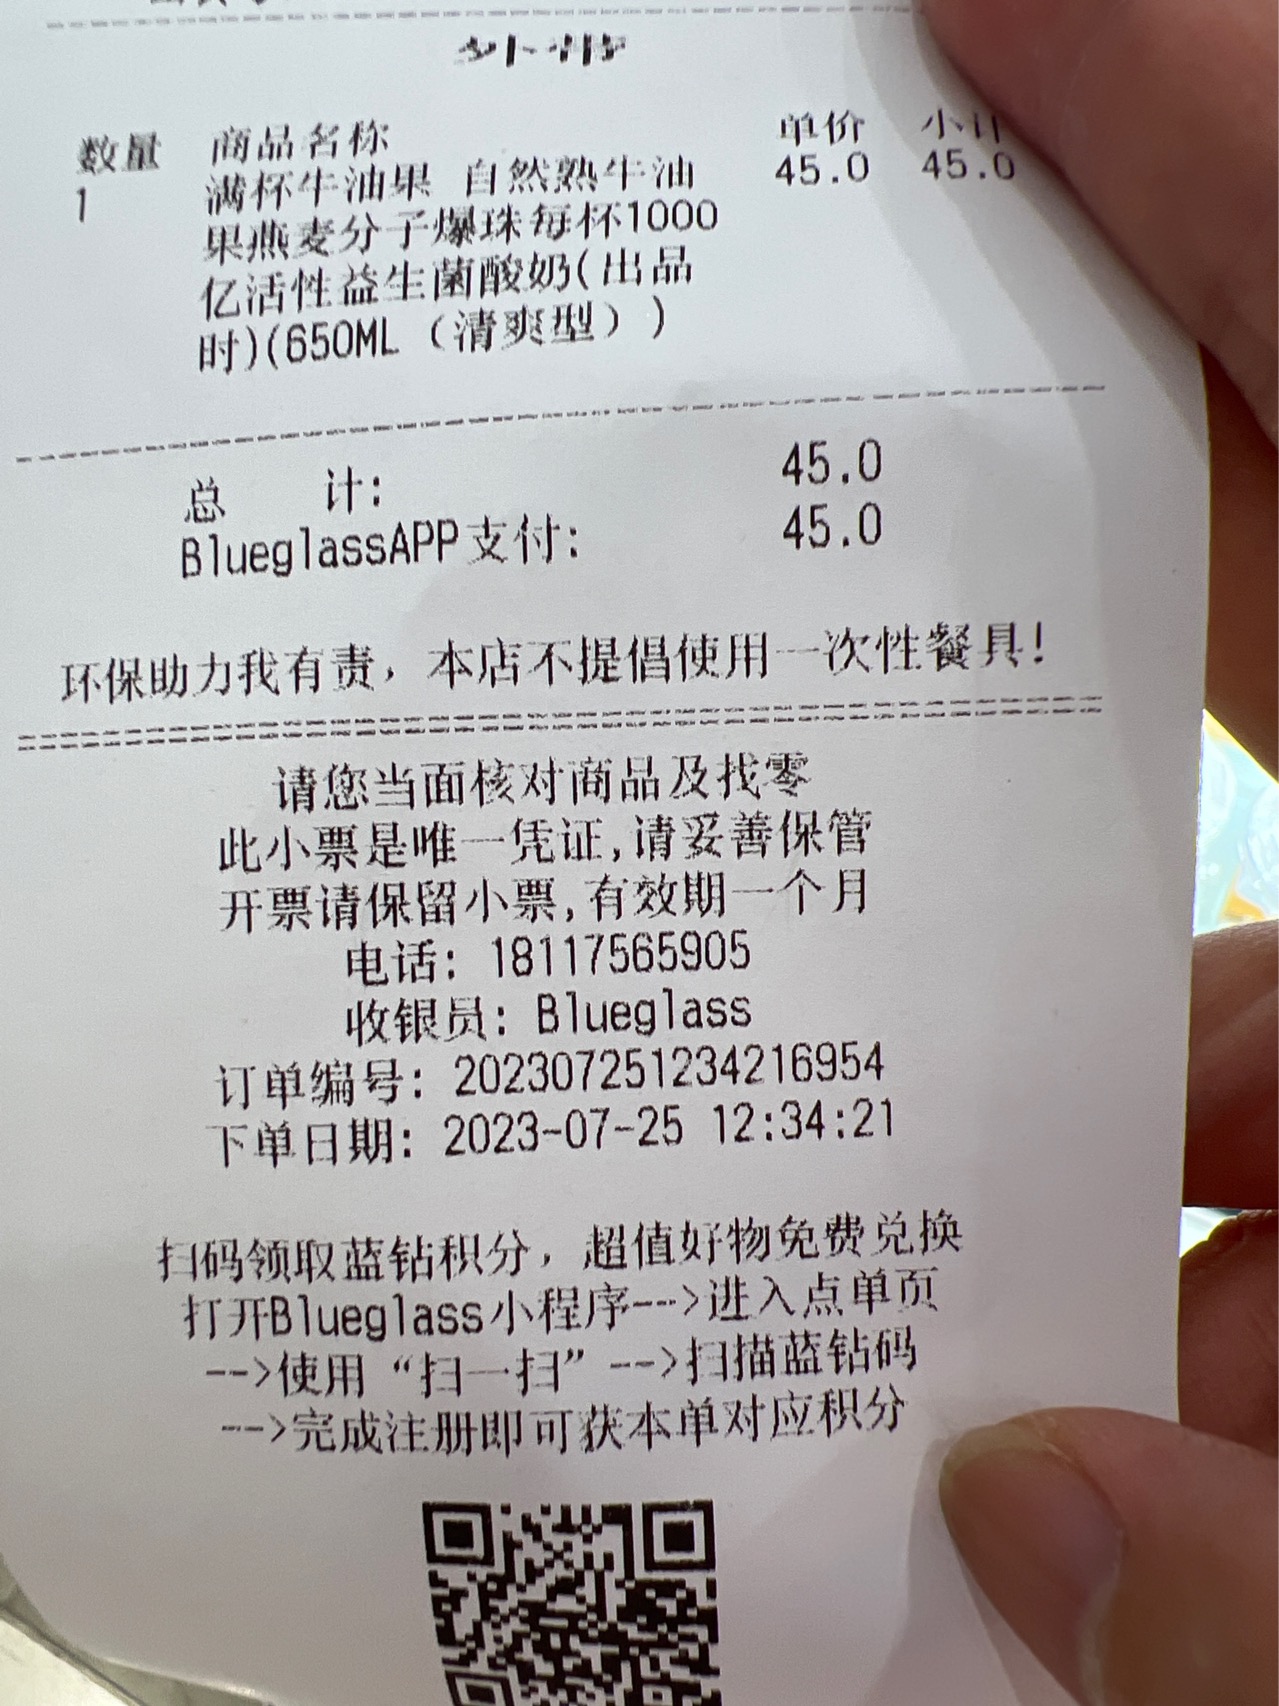 外带
数量 商品名称 单价 小计
1 满杯牛油果 自然熟牛油 45.0 45.0
果燕麦分子爆珠每杯1000
亿活性益生菌酸奶(出品
时)(650ML（清爽型）)
总 计: 45.0
BlueglassAPP支付: 45.0
环保助力我有责，本店不提倡使用一次性餐具!
请您当面核对商品及找零
此小票是唯一凭证,请妥善保管
开票请保留小票,有效期一个月
电话: 18117565905
收银员: Blueglass
订单编号: 202307251234216954
下单日期: 2023-07-25 12:34:21
扫码领取蓝钻积分，超值好物免费兑换
打开Blueglass小程序-->进入点单页
-->使用“扫一扫”-->扫描蓝钻码
-->完成注册即可获本单对应积分